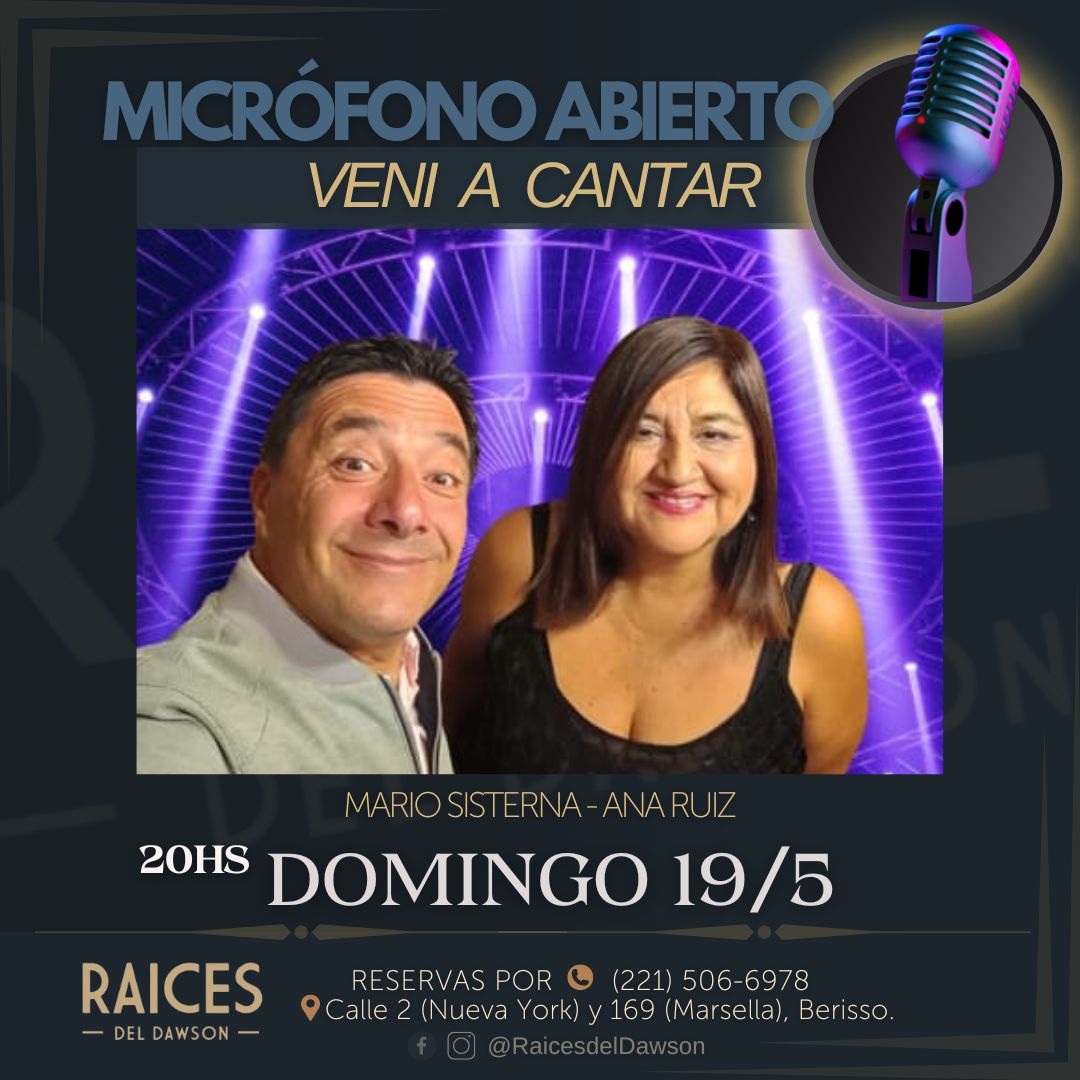 MICRÓFONO ABIERTO
VENI A CANTAR
MARIO SISTERNA - ANA RUIZ
20HS DOMINGO 19/5
RAICES
DEL DAWSON
RESERVAS POR (221) 506-6978
Calle 2 (Nueva York) y 169 (Marsella), Berisso.
@RaicesdelDawson